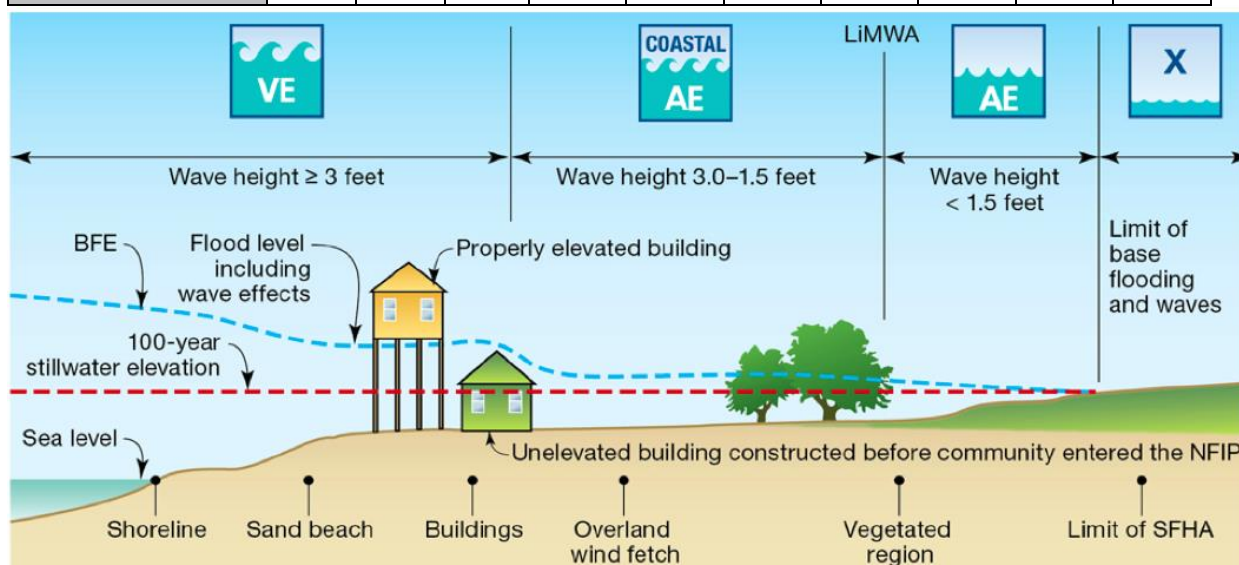 VE
COASTAL
AE
LiMWA
AE
X
Wave height ≥ 3 feet
Wave height 3.0–1.5 feet
Wave height
< 1.5 feet
Limit of
base
flooding
and waves
BFE
Flood level
including
wave effects
Properly elevated building
100-year
stillwater elevation
Sea level
Unelevated building constructed before community entered the NFIP
Shoreline
Sand beach
Buildings
Overland
wind fetch
Vegetated
region
Limit of SFHA